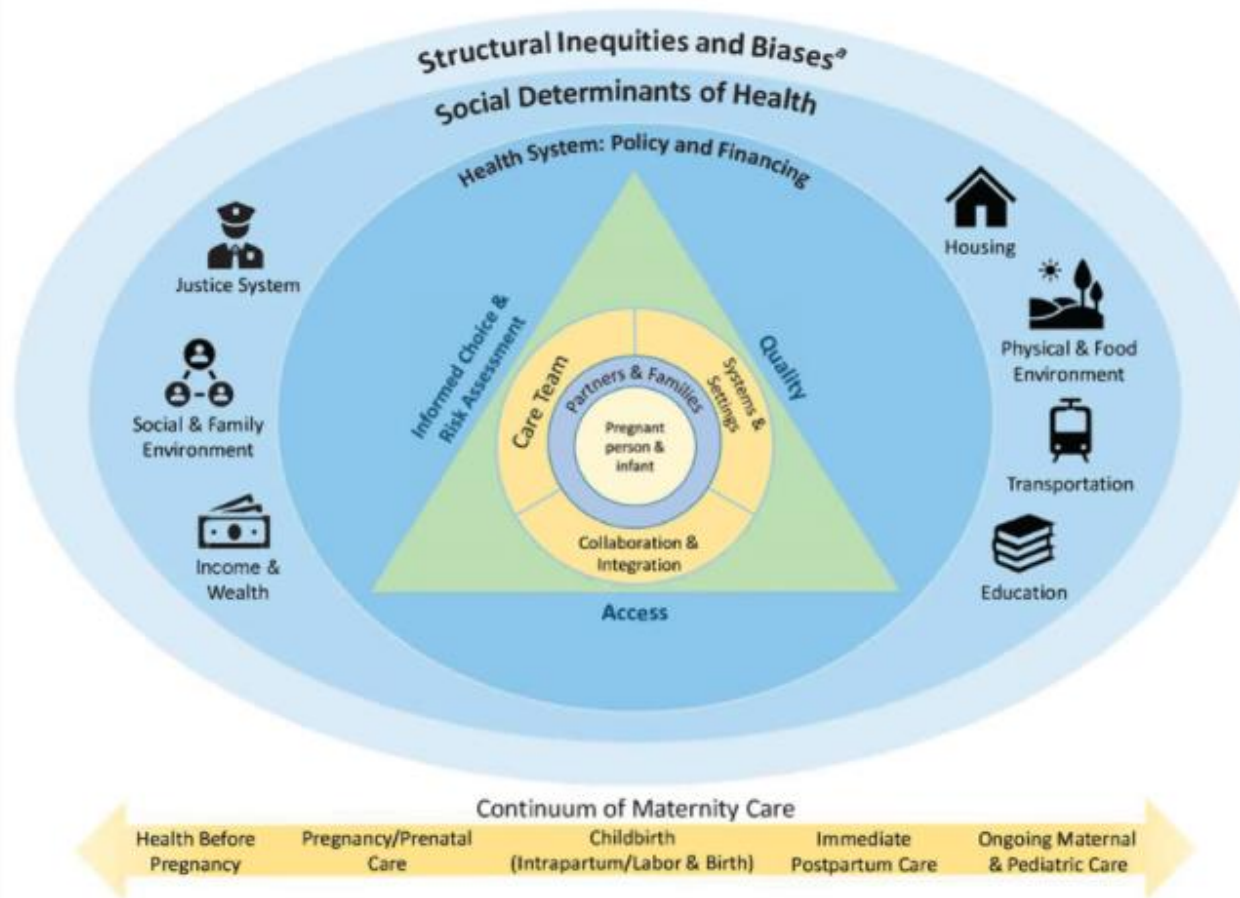 Structural Inequities and Biasesᵃ
Social Determinants of Health
Health System: Policy and Financing
Justice System
Social & Family
Environment
Income &
Wealth
Housing
Physical & Food
Environment
Transportation
Education
Informed Choice &
Risk Assessment
Quality
Access
Care Team
Systems &
Settings
Collaboration &
Integration
Partners & Families
Pregnant
person &
infant
Continuum of Maternity Care
Health Before
Pregnancy
Pregnancy/Prenatal
Care
Childbirth
(Intrapartum/Labor & Birth)
Immediate
Postpartum Care
Ongoing Maternal
& Pediatric Care